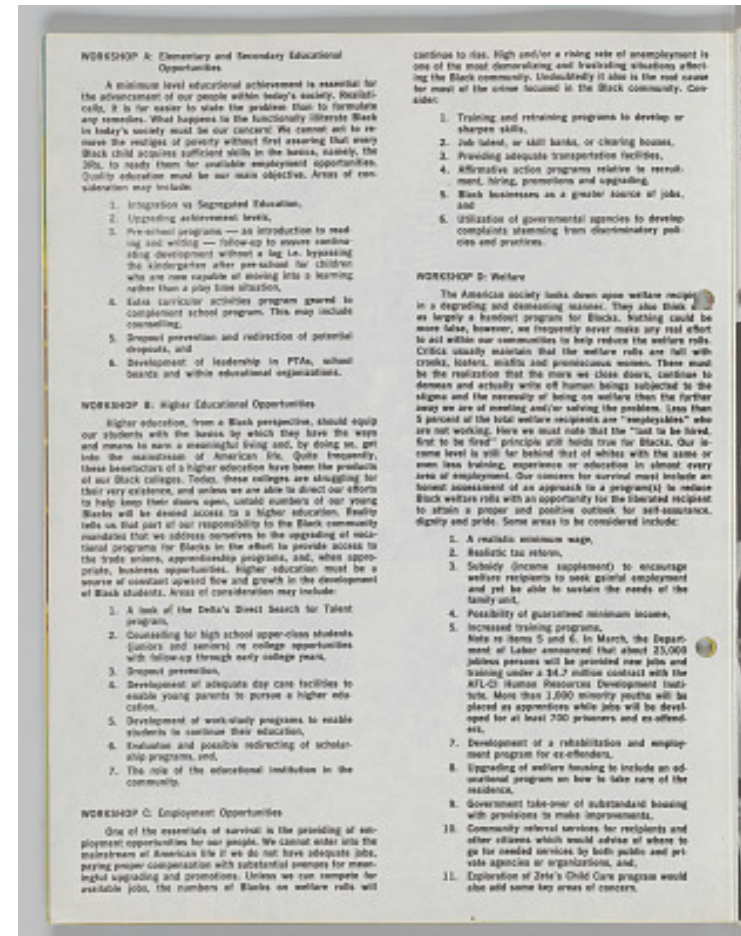 WORKSHOP A: Elementary and Secondary Educational
Opportunities
A minimum level educational achievement is essential for
the advancement of our people within today's society. Realisti-
cally, it is far easier to state the problem than to formulate
any remedies. What happens to the functionally illiterate Black
in today's society must be our concern! We cannot act to re-
move the vestiges of poverty without first assuring that every
Black child acquires sufficient skills in the basics, namely, the
3Rs, to ready them for available employment opportunities.
Quality education must be our main objective. Areas of con-
sideration may include:
1. Integration vs Segregated Education,
2. Upgrading achievement levels,
3. Pre-school programs — an introduction to read-
ing and writing — follow-up to ensure continu-
ating development without a lag i.e. bypassing
the kindergarten after pre-school for children
who are now capable of moving into a learning
rather than a play time situation,
4. Extra curricular activities program geared to
complement school program. This may include
counselling,
5. Dropout prevention and redirection of potential
dropouts, and
6. Development of leadership in PTAs, school
boards and within educational organizations.
WORKSHOP B: Higher Educational Opportunities
Higher education, from a Black perspective, should equip
our students with the basics by which they have the ways
and means to earn a meaningful living and, by doing so, get
into the mainstream of American life. Quite frequently,
these benefactors of a higher education have been the products
of our Black colleges. Today, these colleges are struggling for
their very existence, and unless we are able to direct our efforts
to help keep their doors open, untold numbers of our young
Blacks will be denied access to a higher education. Reality
tells us that part of our responsibility to the Black community
mandates that we address ourselves to the upgrading of voca-
tional programs for Blacks in the effort to provide access to
the trade unions, apprenticeship programs, and, when appro-
priate, business opportunities. Higher education must be a
source of constant upward flow and growth in the development
of Black students. Areas of consideration may include:
1. A look of the Delta's Direct Search for Talent
program,
2. Counselling for high school upper-class students
(juniors and seniors) re college opportunities
with follow-up through early college years,
3. Dropout prevention,
4. Development of adequate day care facilities to
enable young parents to pursue a higher edu-
cation,
5. Development of work-study programs to enable
students to continue their education,
6. Evaluation and possible redirecting of scholar-
ship programs, and,
7. The role of the educational institution in the
community.
WORKSHOP C: Employment Opportunities
One of the essentials of survival is the providing of em-
ployment opportunities for our people. We cannot enter into the
mainstream of American life if we do not have adequate jobs,
paying proper compensation with substantial avenues for mean-
ingful upgrading and promotions. Unless we can compete for
available jobs, the numbers of Blacks on welfare rolls will
continue to rise. High and/or a rising rate of unemployment is
one of the most demoralizing and frustrating situations affect-
ing the Black community. Undoubtedly it also is the root cause
for most of the crime focused in the Black community. Con-
sider:
1. Training and retraining programs to develop or
sharpen skills,
2. Job talent, or skill banks, or clearing houses,
3. Providing adequate transportation facilities,
4. Affirmative action programs relative to recruit-
ment, hiring, promotions and upgrading,
5. Black businesses as a greater source of jobs,
and
6. Utilization of governmental agencies to develop
complaints stemming from discriminatory poli-
cies and practices.
WORKSHOP D: Welfare
The American society looks down upon welfare
in a degrading and demeaning manner. They also think
as largely a handout program for Blacks. Nothing could be
more false, however, we frequently never make any real effort
to act within our communities to help reduce the welfare rolls.
Critics usually maintain that the welfare rolls are full with
crooks, loafers, misfits and promiscuous women. There must
be the realization that the more we close doors, continue to
demean and actually write off human beings subjected to the
stigma and the necessity of being on welfare than the further
away we are of meeting and/or solving the problem. Less than
5 percent of the total welfare recipients are "employables" who
are not working. Here we must note that the "last to be hired,
first to be fired" principle still holds true for Blacks. Our in-
come level is still far behind that of whites with the same or
even less training, experience or education in almost every
area of employment. Our concern for survival must include an
honest assessment of an approach to a program(s) to reduce
Black welfare rolls with an opportunity for the liberated recipient
to attain a proper and positive outlook for self-assurance,
dignity and pride. Some areas to be considered include:
1. A realistic minimum wage,
2. Realistic tax reform,
3. Subsidy (income supplement) to encourage
welfare recipients to seek gainful employment
and yet be able to sustain the needs of the
family unit,
4. Possibility of guaranteed minimum income,
5. Increased training programs,
Note re items 5 and 6. In March, the Depart-
ment of Labor announced that about 23,000
jobless persons will be provided new jobs and
training under a $4.7 million contract with the
AFL-CI Human Resources Development Insti-
tute. More than 1,000 minority youths will be
placed as apprentices while jobs will be devel-
oped for at least 700 prisoners and ex-offend-
ers,
7. Development of a rehabilitation and employ-
ment program for ex-offenders,
8. Upgrading of welfare housing to include an ed-
ucational program on how to take care of the
residence,
9. Government take-over of substandard housing
with provisions to make improvements,
10. Community referral services for recipients and
other citizens which would advise of where to
go for needed services by both public and pri-
vate agencies or organizations, and,
11. Exploration of Zeta's Child Care program would
also add some key areas of concern.